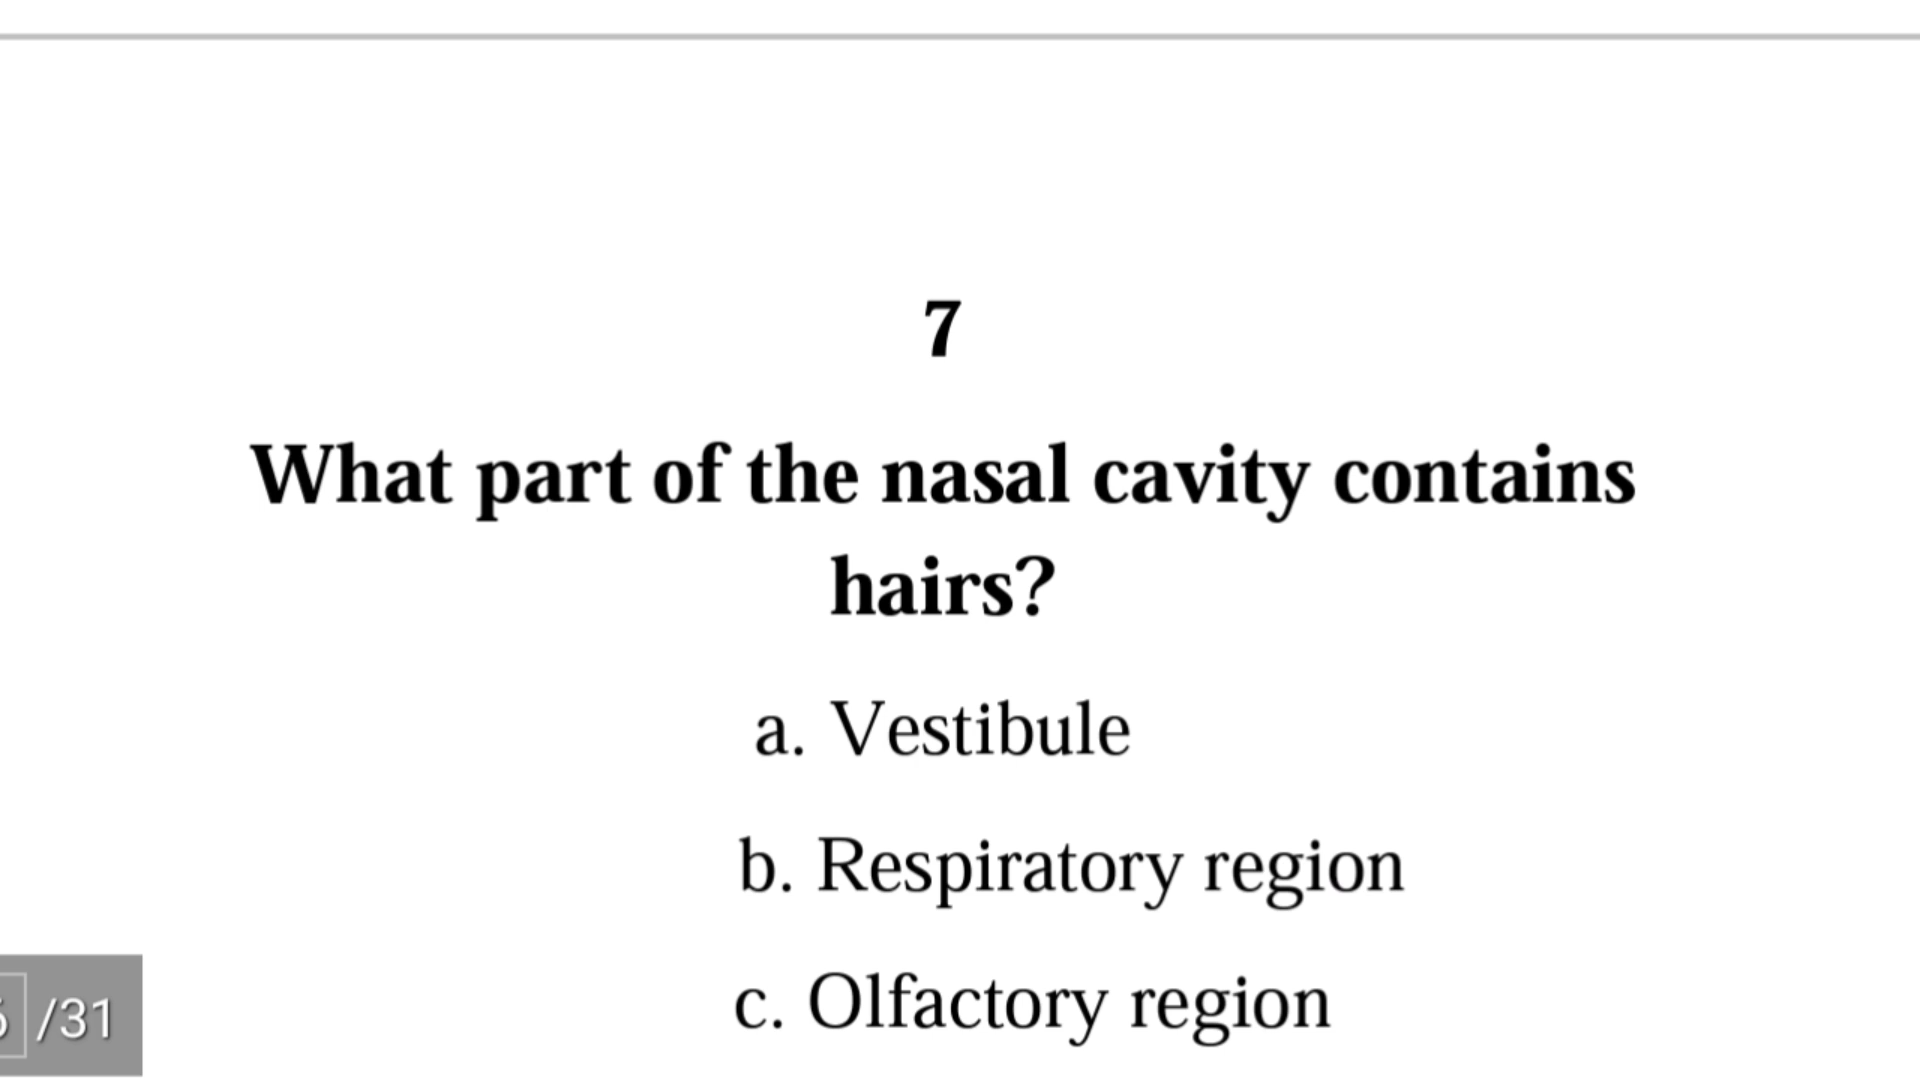 7
What part of the nasal cavity contains
hairs?
a. Vestibule
b. Respiratory region
c. Olfactory region
/31